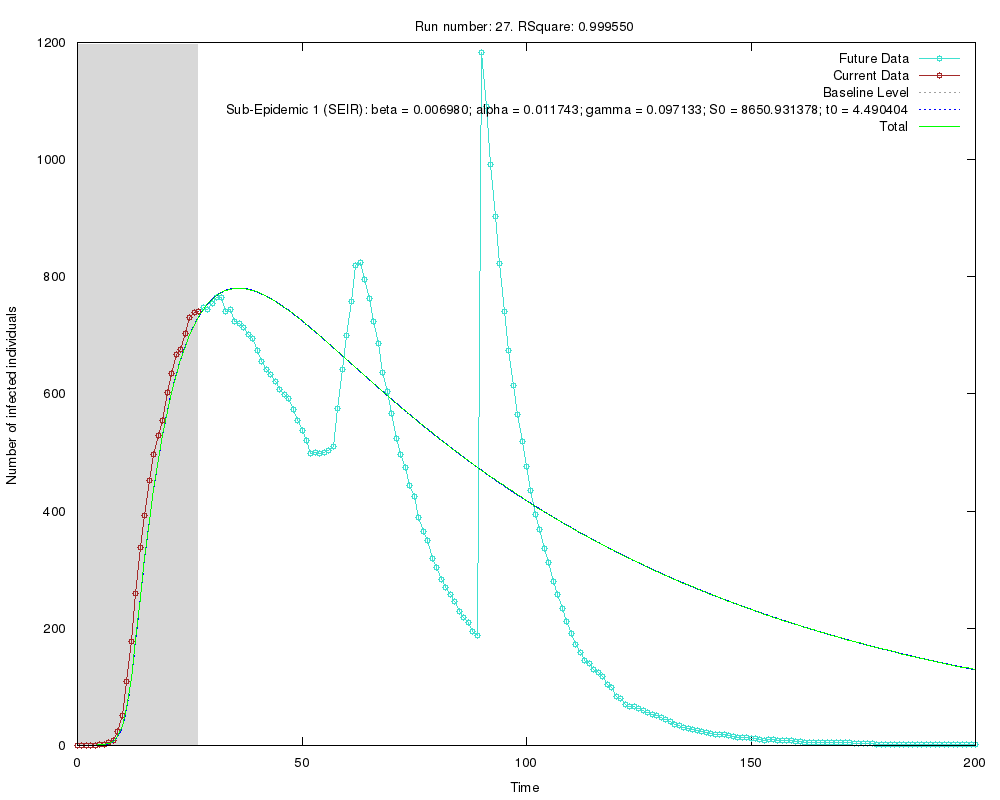 Run number: 27. RSquare: 0.999550
1200
1000
800
600
400
200
0
Number of infected individuals
Future Data
Current Data
Baseline Level
Sub-Epidemic 1 (SEIR): beta = 0.006980; alpha = 0.011743; gamma = 0.097133; S0 = 8650.931378; t0 = 4.490404
Total
0 50 100 150 200
Time